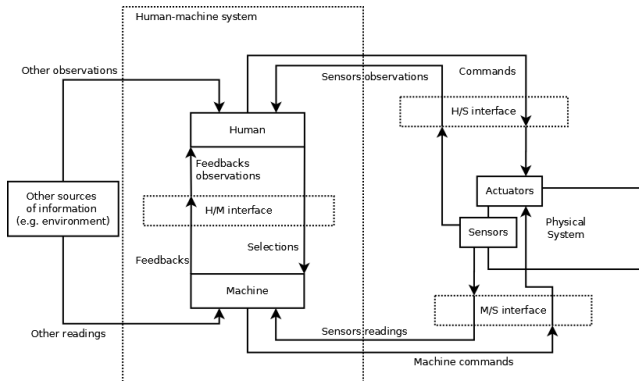 Human-machine system
Other observations
Sensors observations
Commands
H/S interface
Human
Feedbacks
observations
Other sources
of information
(e.g. environment)
H/M interface
Actuators
Sensors
Physical
System
Feedbacks
Selections
Machine
M/S interface
Other readings
Sensors readings
Machine commands